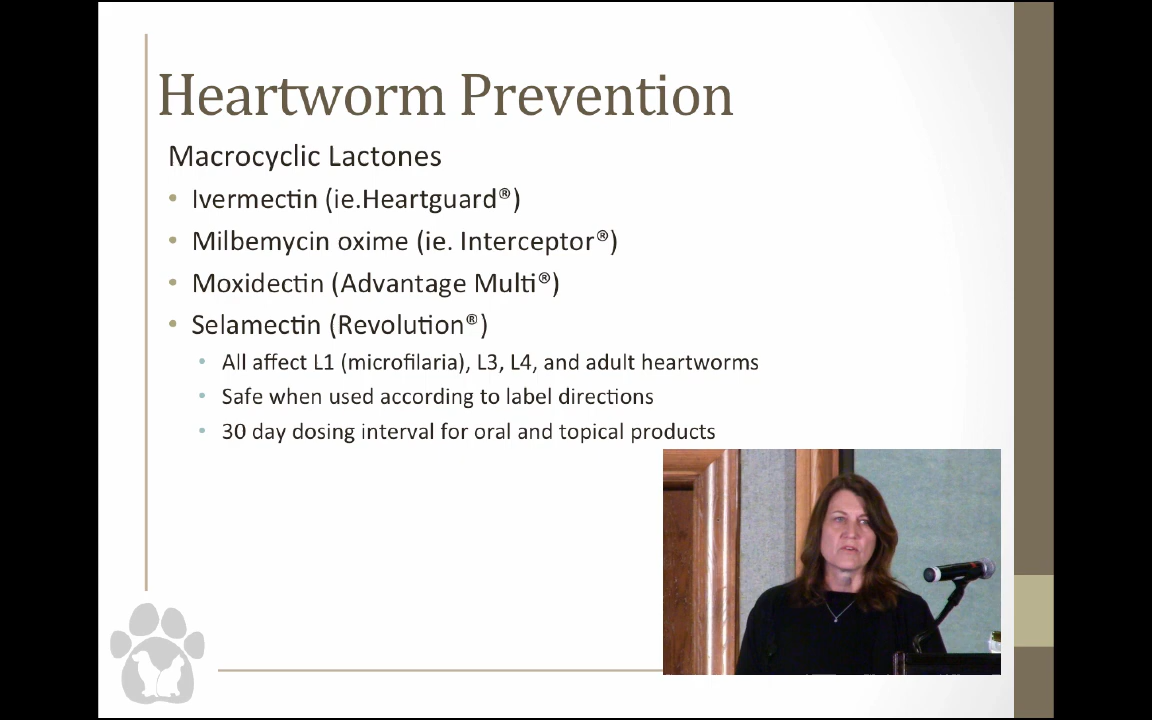 Heartworm Prevention
Macrocyclic Lactones
• Ivermectin (ie.Heartguard®)
• Milbemycin oxime (ie. Interceptor®)
• Moxidectin (Advantage Multi®)
• Selamectin (Revolution®)
• All affect L1 (microfilaria), L3, L4, and adult heartworms
• Safe when used according to label directions
• 30 day dosing interval for oral and topical products